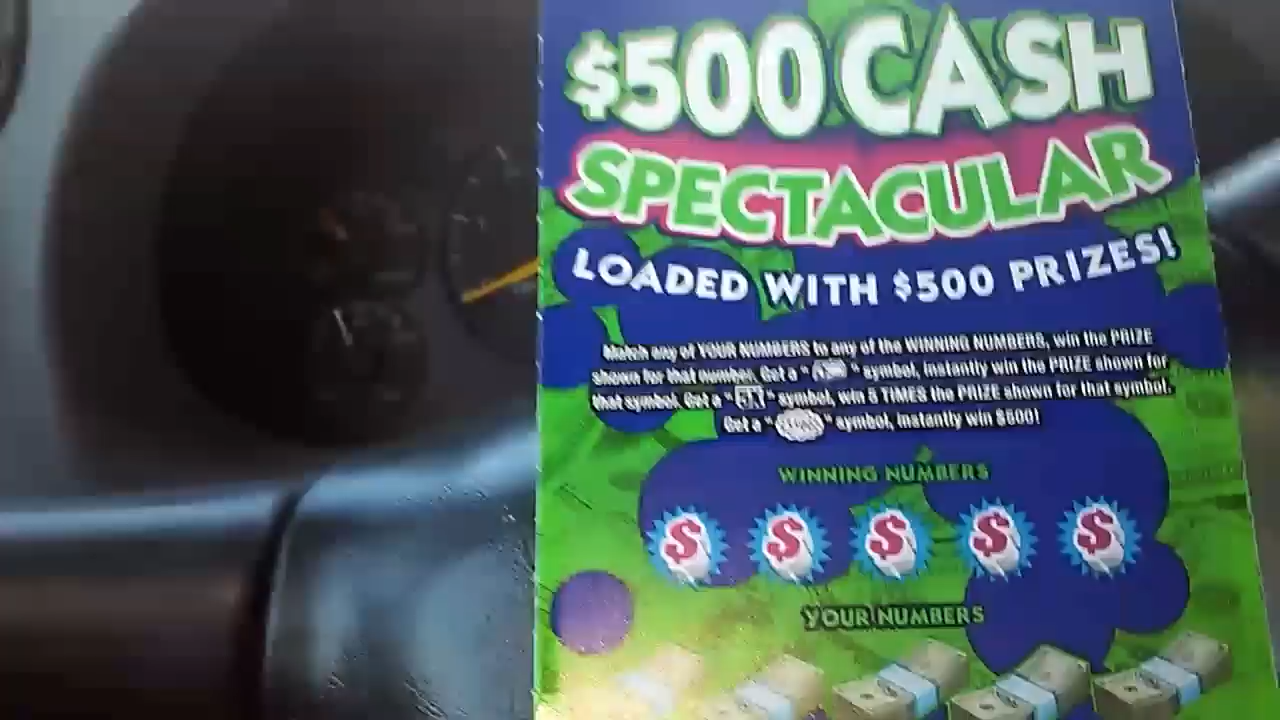 $500 CASH
SPECTACULAR
LOADED WITH $500 PRIZES!
Match any of YOUR NUMBERS to any of the WINNING NUMBERS, win the PRIZE
shown for that number. Get a " " symbol, instantly win the PRIZE shown for
that symbol. Get a "5X" symbol, win 5 TIMES the PRIZE shown for that symbol.
Get a " " symbol, instantly win $500!
WINNING NUMBERS
$ $ $ $ $
YOUR NUMBERS